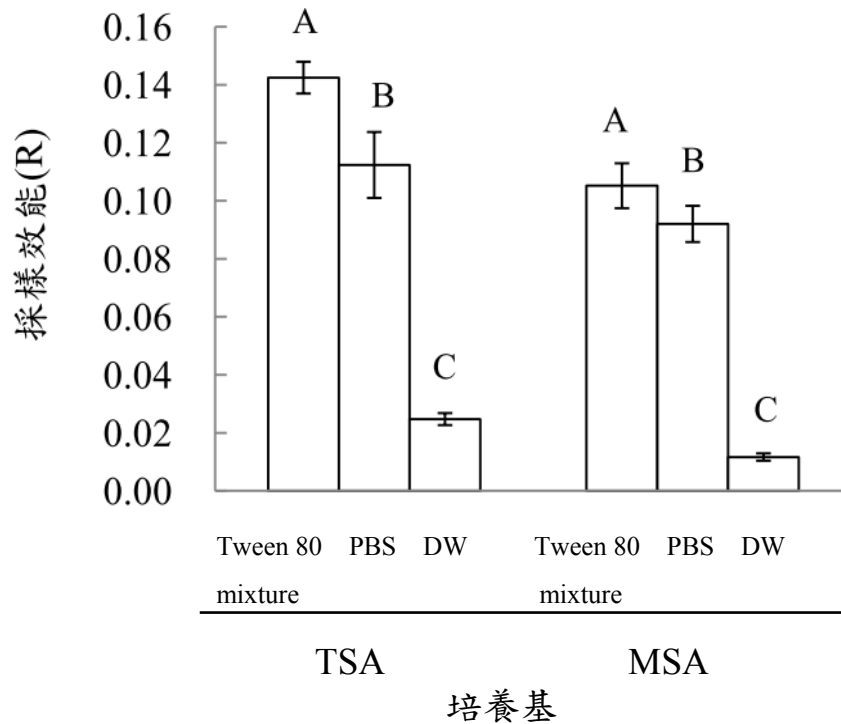 0.16
0.14
0.12
0.10
0.08
0.06
0.04
0.02
0.00
採樣效能(R)
A
B
C
A
B
C
Tween 80 mixture
PBS
DW
Tween 80 mixture
PBS
DW
TSA
MSA
培養基